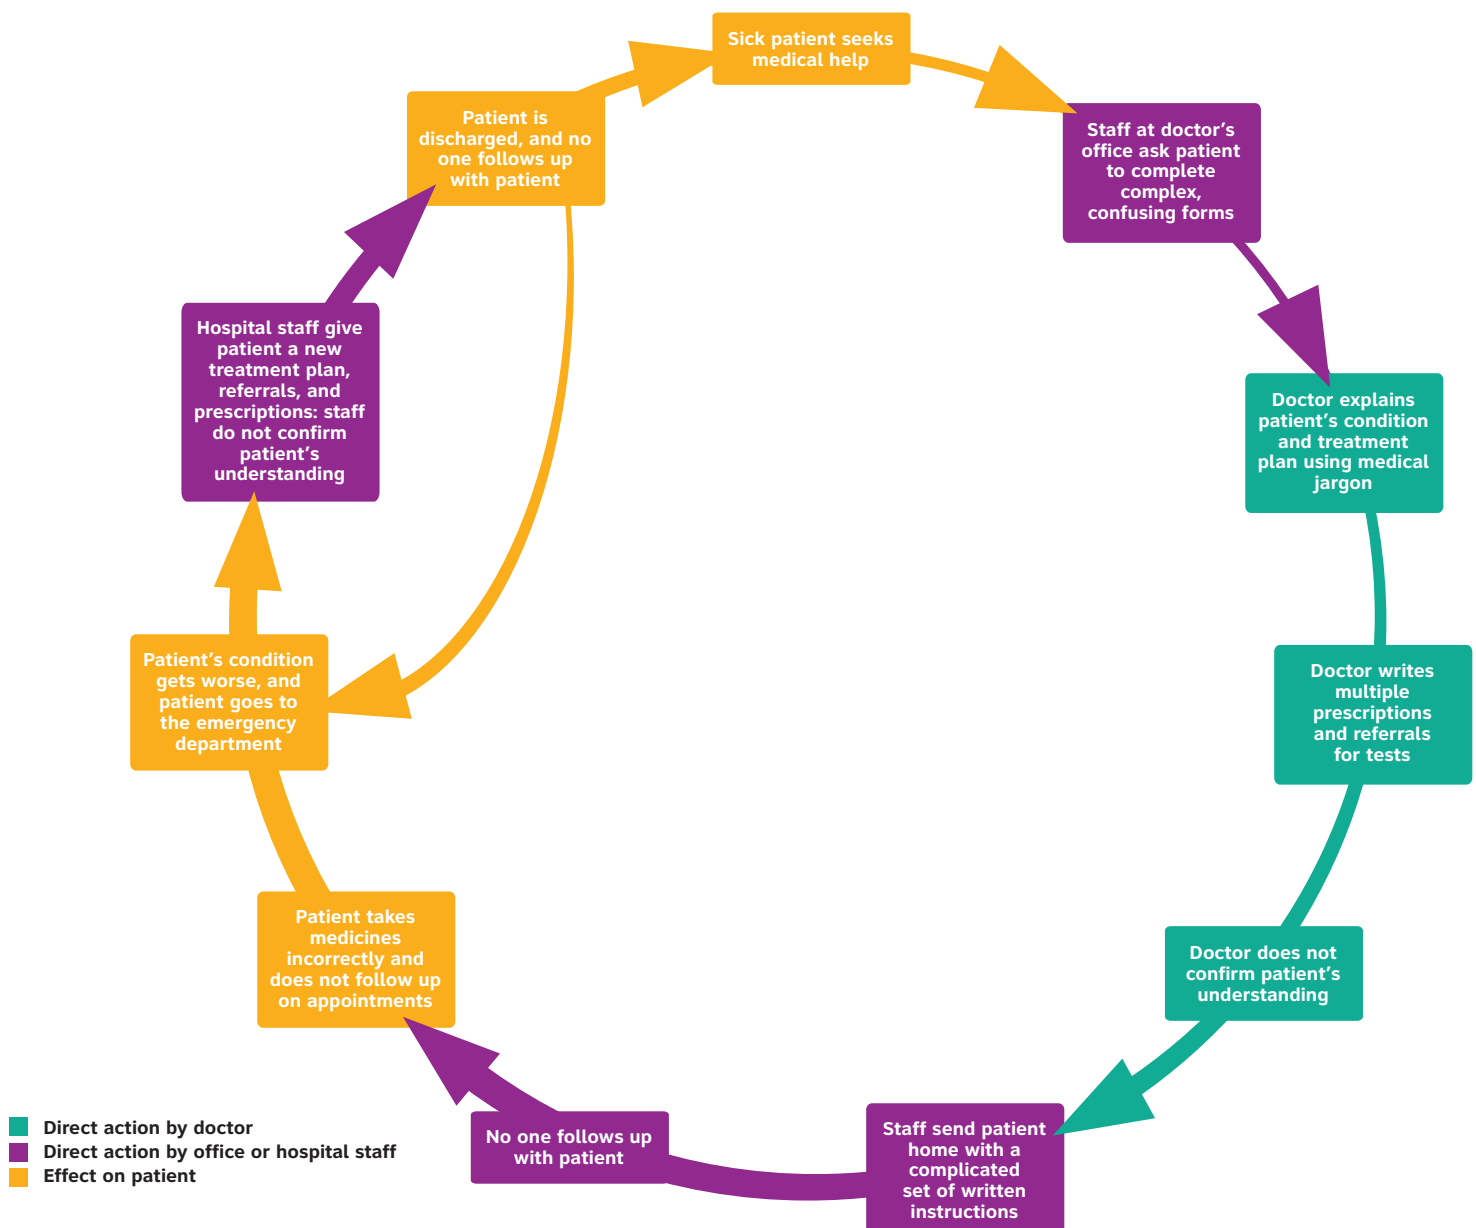 Sick patient seeks
medical help
Staff at doctor’s
office ask patient
to complete
complex,
confusing forms
Doctor explains
patient’s condition
and treatment
plan using medical
jargon
Doctor writes
multiple
prescriptions
and referrals
for tests
Doctor does not
confirm patient’s
understanding
Staff send patient
home with a
complicated
set of written
instructions
No one follows up
with patient
Patient takes
medicines
incorrectly and
does not follow up
on appointments
Patient’s condition
gets worse, and
patient goes to
the emergency
department
Hospital staff give
patient a new
treatment plan,
referrals, and
prescriptions: staff
do not confirm
patient’s
understanding
Patient is
discharged, and no
one follows up
with patient
Direct action by doctor
Direct action by office or hospital staff
Effect on patient